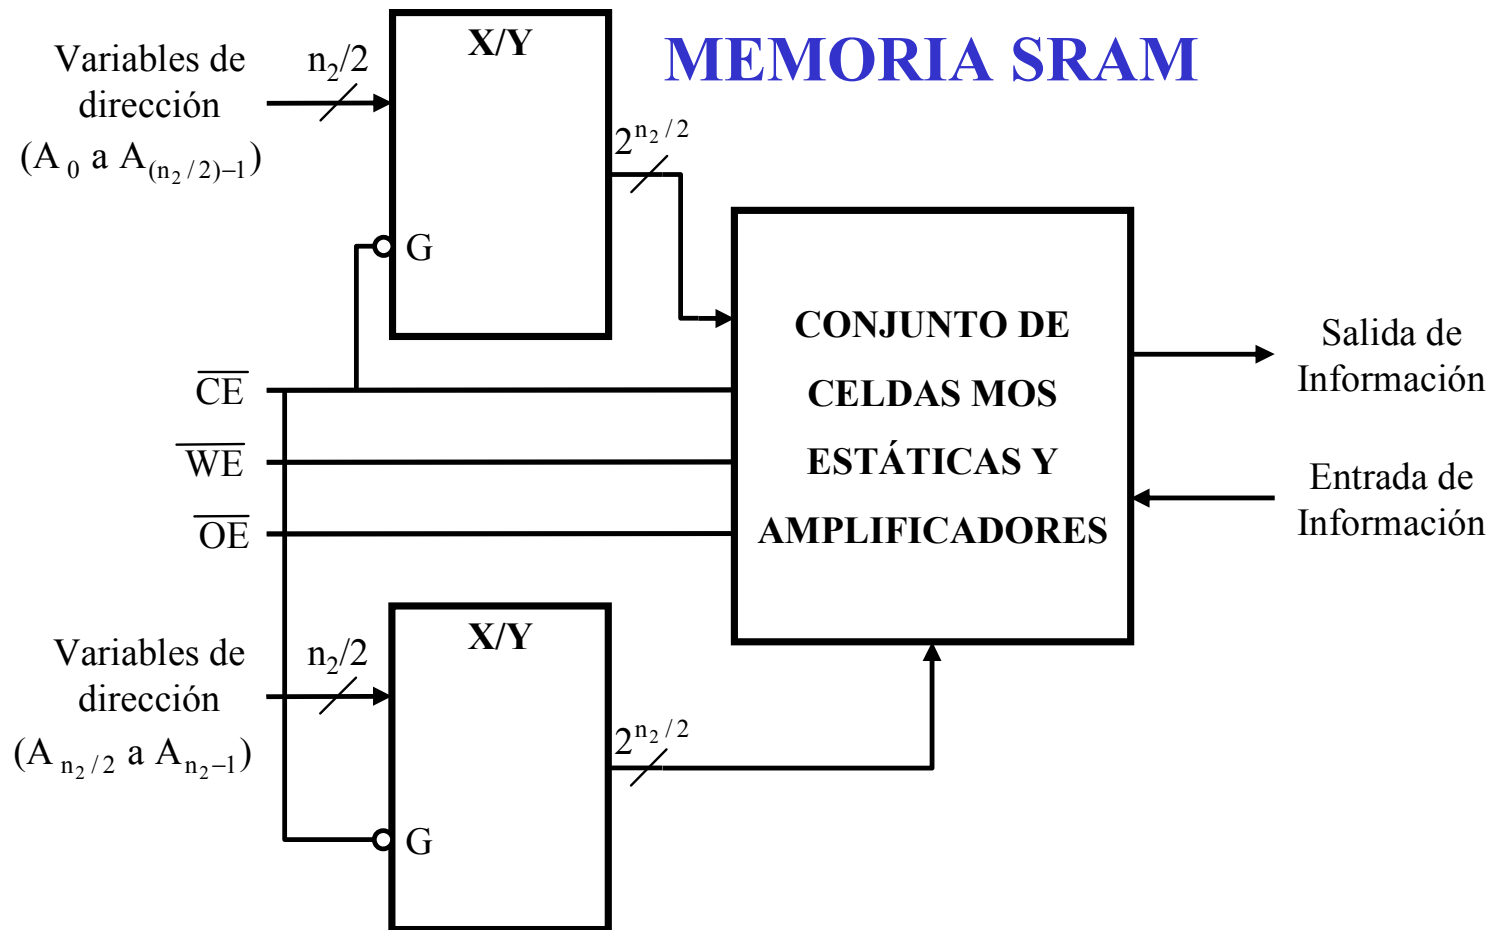 MEMORIA SRAM
Variables de
dirección
(A₀ a A₍ₙ₂/₂₎₋₁)
n₂/2
X/Y
G
2^(n₂/2)
CE̅
WE̅
OE̅
CONJUNTO DE
CELDAS MOS
ESTÁTICAS Y
AMPLIFICADORES
Salida de
Información
Entrada de
Información
Variables de
dirección
(Aₙ₂/₂ a Aₙ₂₋₁)
n₂/2
X/Y
G
2^(n₂/2)